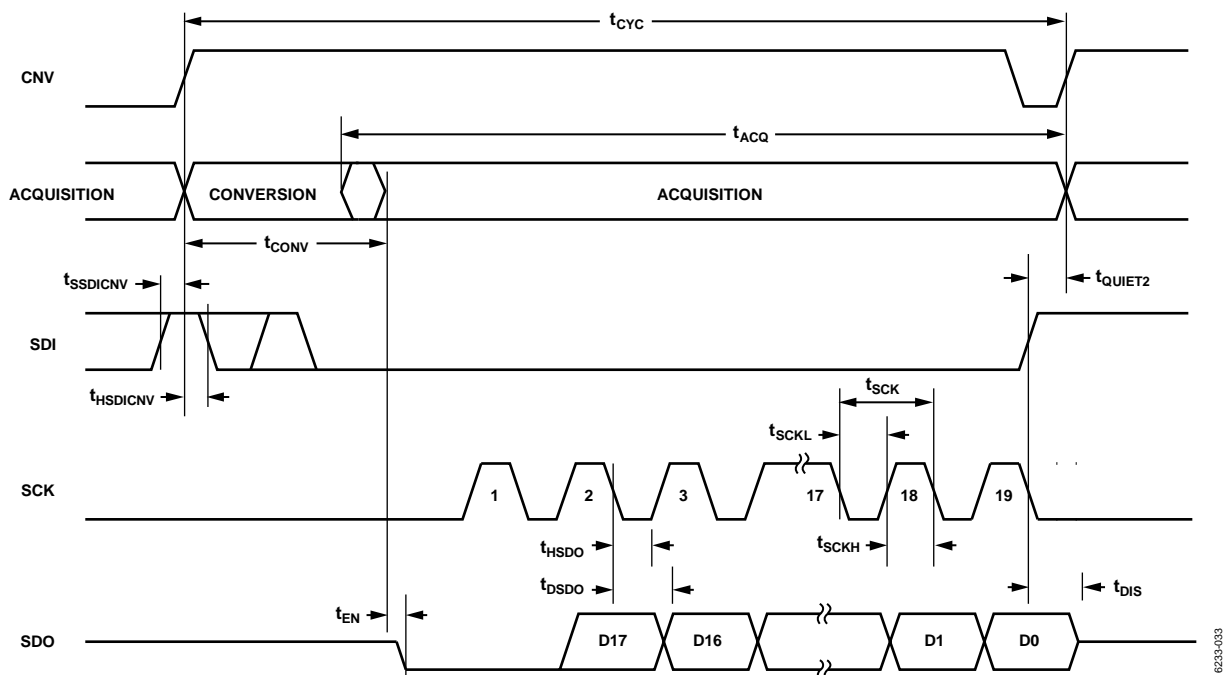 tCYC
CNV
tACQ
ACQUISITION
CONVERSION
ACQUISITION
tCONV
tSSDICNV
tQUIET2
SDI
tHSDICNV
tSCK
tSCKL
SCK
1
2
3
17
18
19
tHSDO
tSCKH
tDSDO
tDIS
tEN
SDO
D17
D16
D1
D0
6233-033